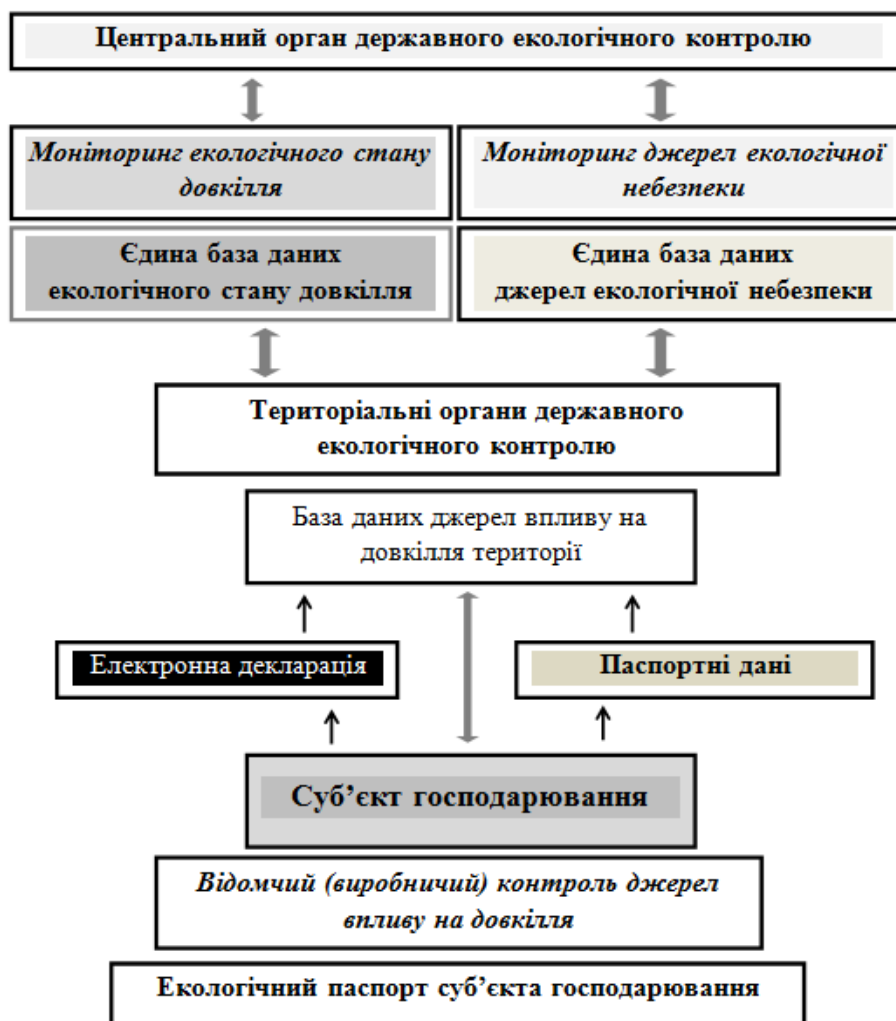 Центральний орган державного екологічного контролю
Моніторинг екологічного стану
довкілля
Моніторинг джерел екологічної
небезпеки
Єдина база даних
екологічного стану довкілля
Єдина база даних
джерел екологічної небезпеки
Територіальні органи державного
екологічного контролю
База даних джерел впливу на
довкілля території
Електронна декларація
Паспортні дані
Суб’єкт господарювання
Відомчий (виробничий) контроль джерел
впливу на довкілля
Екологічний паспорт суб’єкта господарювання